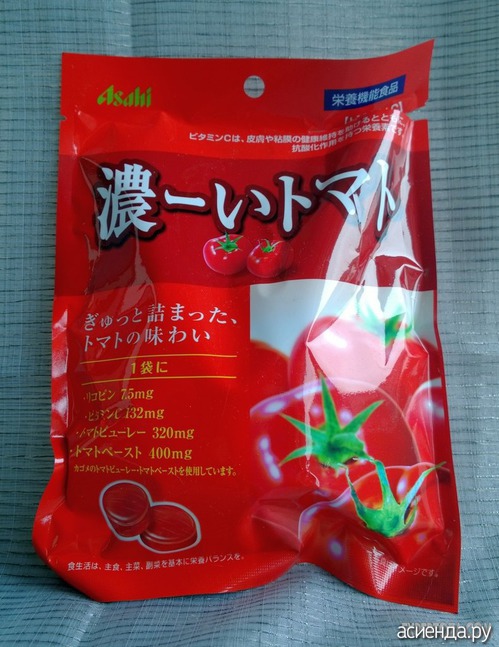 Asahi
栄養機能食品
ビタミンCは、皮膚や粘膜の健康維持を助けるとともに、
抗酸化作用を持つ栄養素です。
濃ーいトマト
ぎゅっと詰まった、
トマトの味わい
1袋に
・リコピン 7.5mg
・ビタミンC 132mg
・トマトピューレー 320mg
・トマトペースト 400mg
カゴメのトマトピューレー・トマトペーストを使用しています。
食生活は、主食、主菜、副菜を基本に栄養バランスを。
メージです。
асиенда.ру